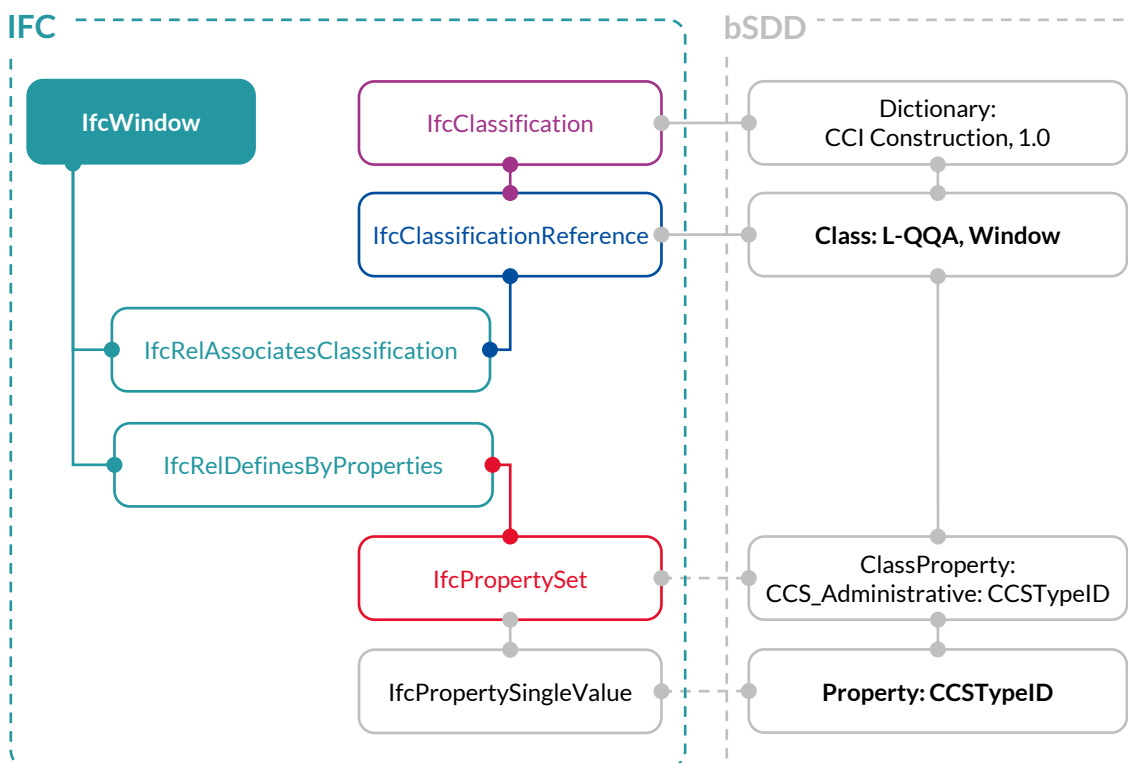 IFC
bSDD
IfcWindow
IfcClassification
Dictionary:
CCI Construction, 1.0
IfcClassificationReference
Class: L-QQA, Window
IfcRelAssociatesClassification
IfcRelDefinesByProperties
IfcPropertySet
ClassProperty:
CCS_Administrative: CCSTypeID
IfcPropertySingleValue
Property: CCSTypeID